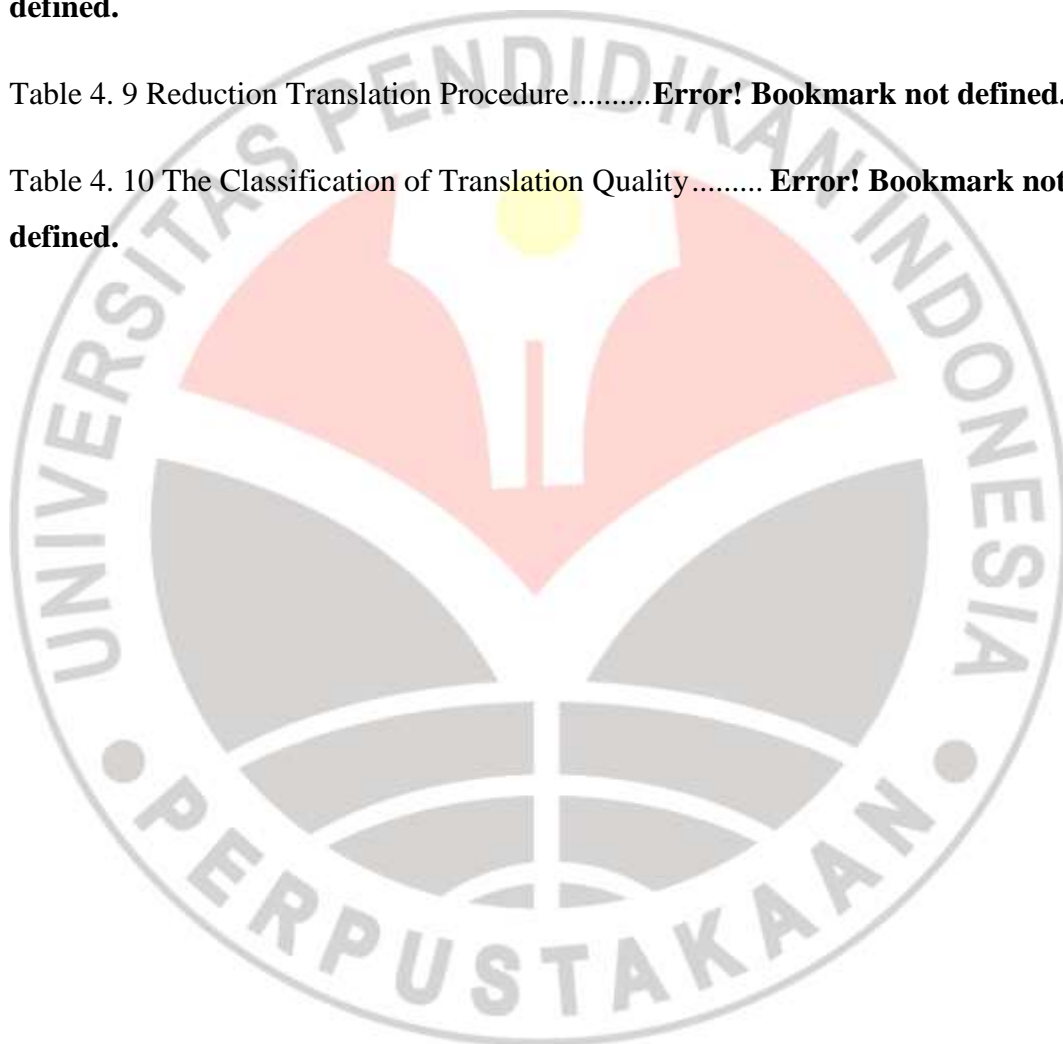 defined.
Table 4. 9 Reduction Translation Procedure..........Error! Bookmark not defined.
Table 4. 10 The Classification of Translation Quality......... Error! Bookmark not
defined.
UNIVERSITAS PENDIDIKAN INDONESIA
PERPUSTAKAAN